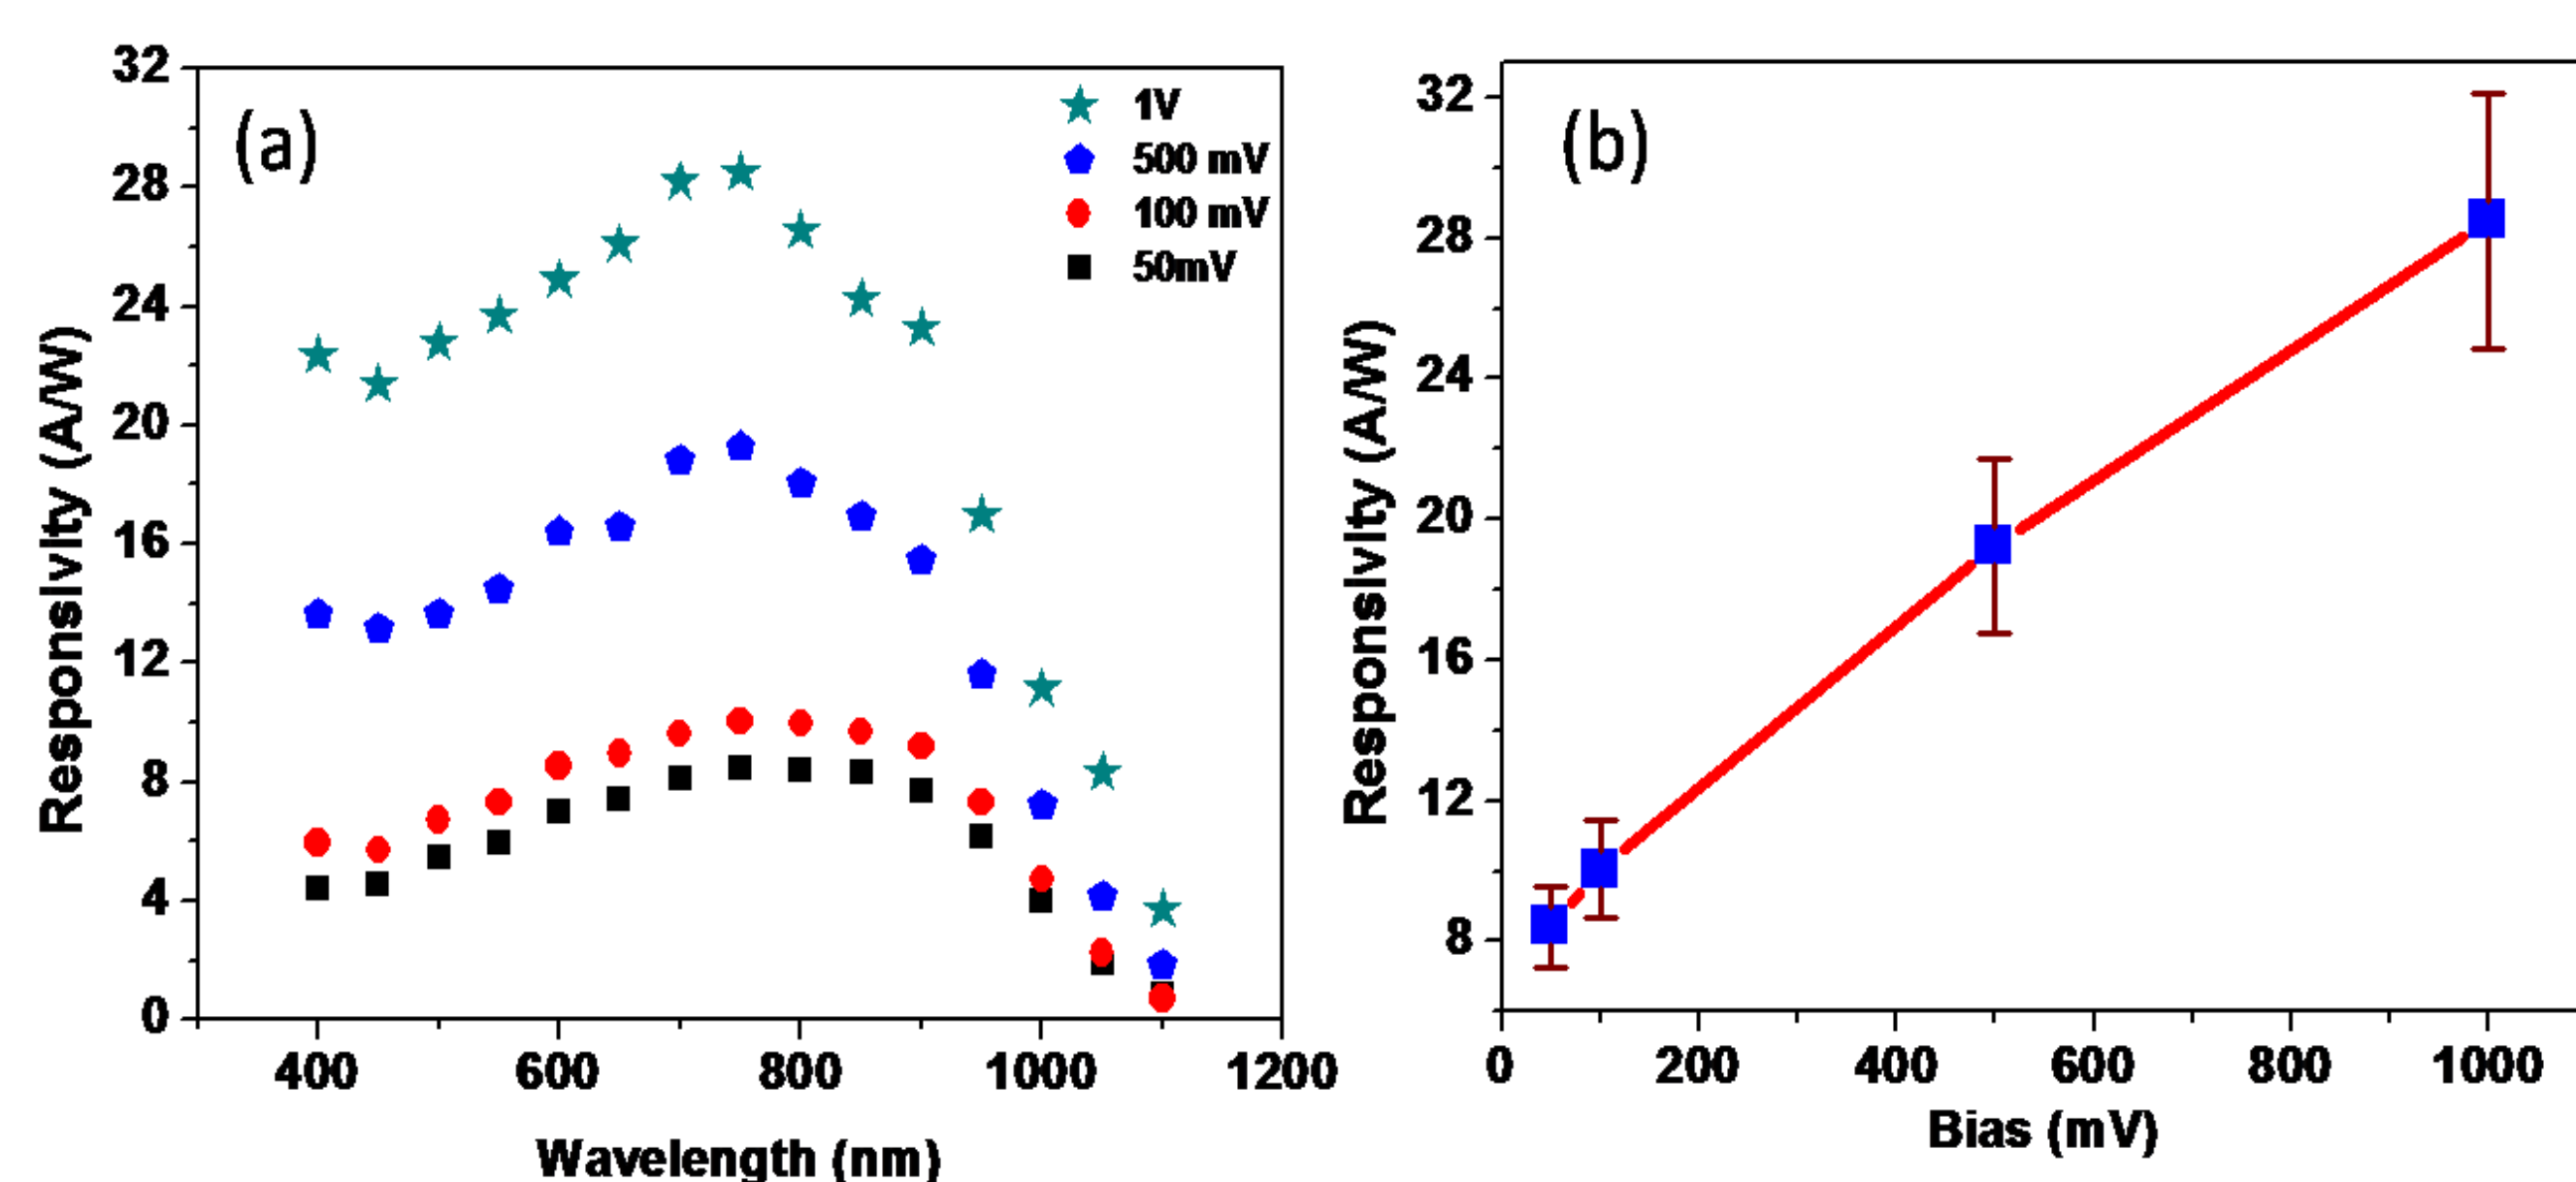 (a)
1V
500 mV
100 mV
50mV
32
28
24
20
16
12
8
4
0
400 600 800 1000 1200
Wavelength (nm)
Responsivity (A/W)
(b)
32
28
24
20
16
12
8
0 200 400 600 800 1000
Bias (mV)
Responsivity (A/W)